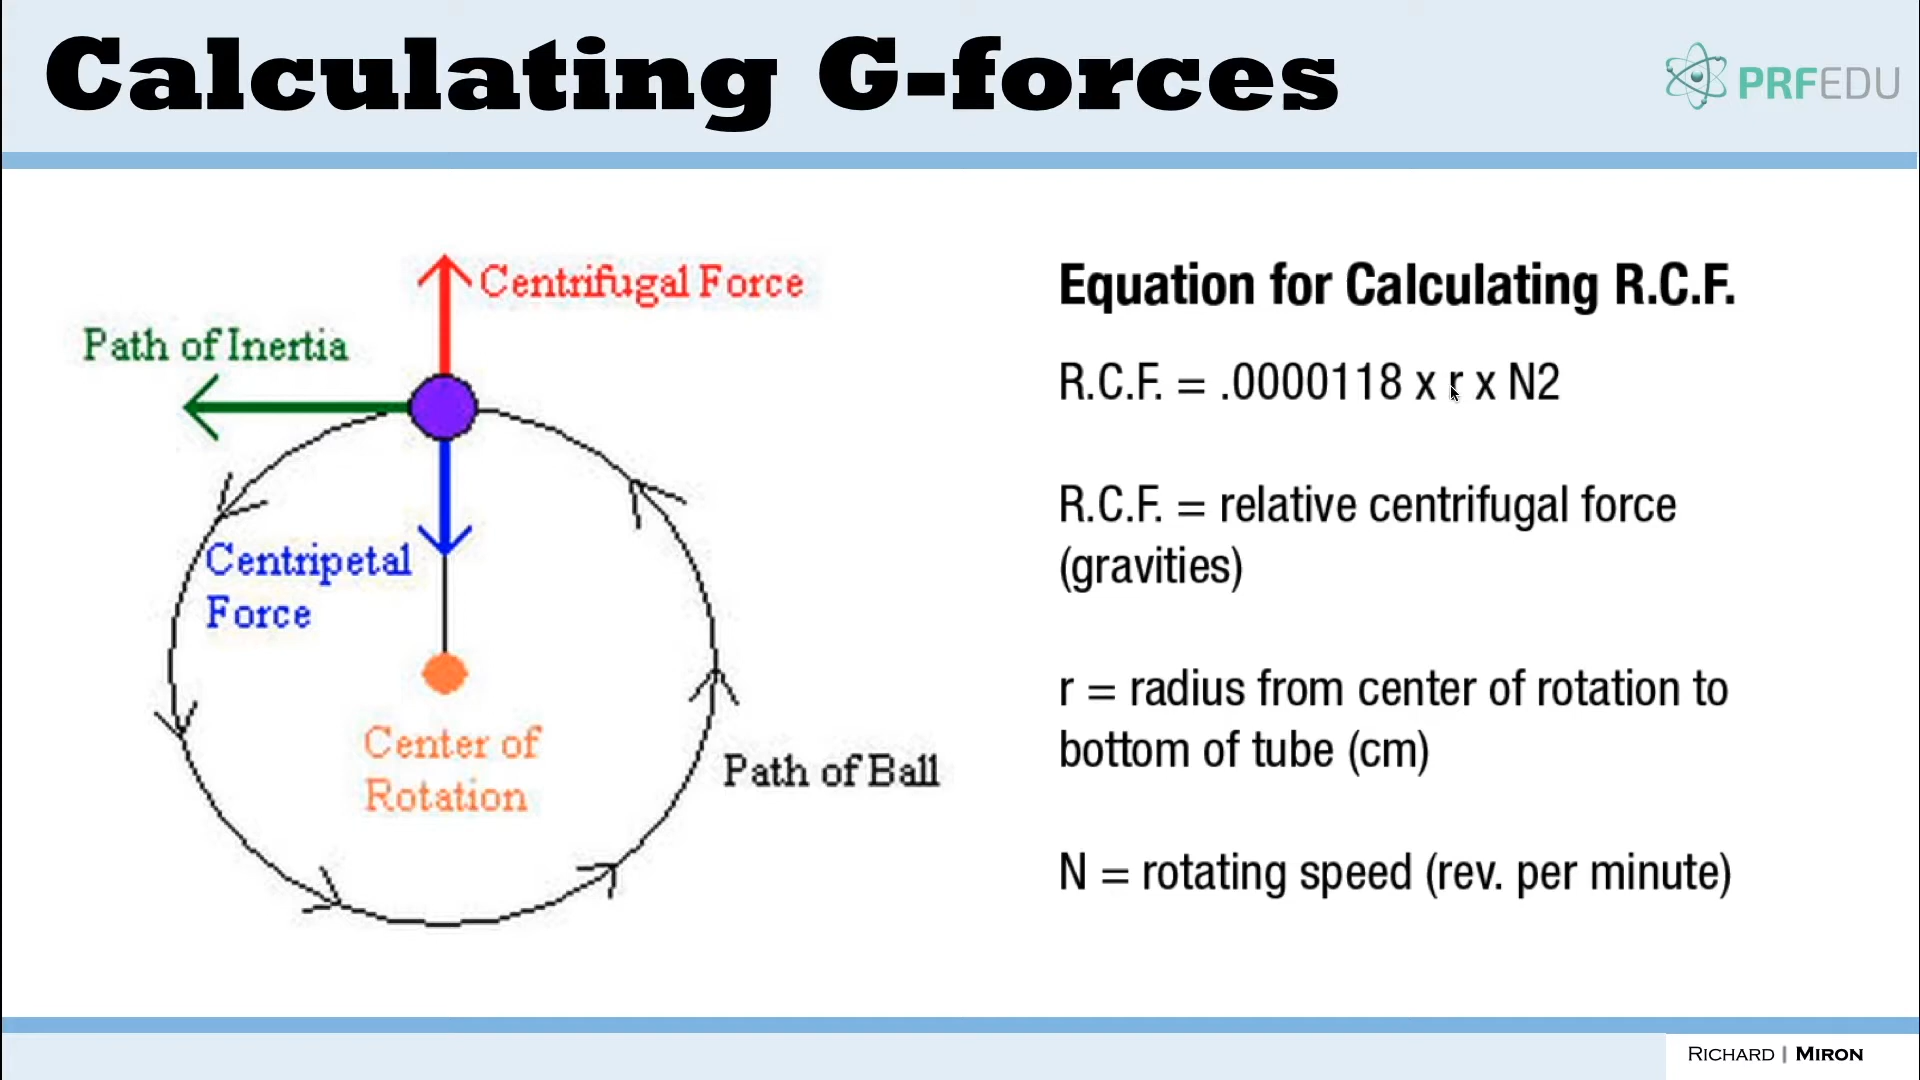 Calculating G-forces
PRFEDU
Centrifugal Force
Path of Inertia
Centripetal
Force
Center of
Rotation
Path of Ball
Equation for Calculating R.C.F.
R.C.F. = .0000118 x r x N2
R.C.F. = relative centrifugal force
(gravities)
r = radius from center of rotation to
bottom of tube (cm)
N = rotating speed (rev. per minute)
RICHARD | MIRON